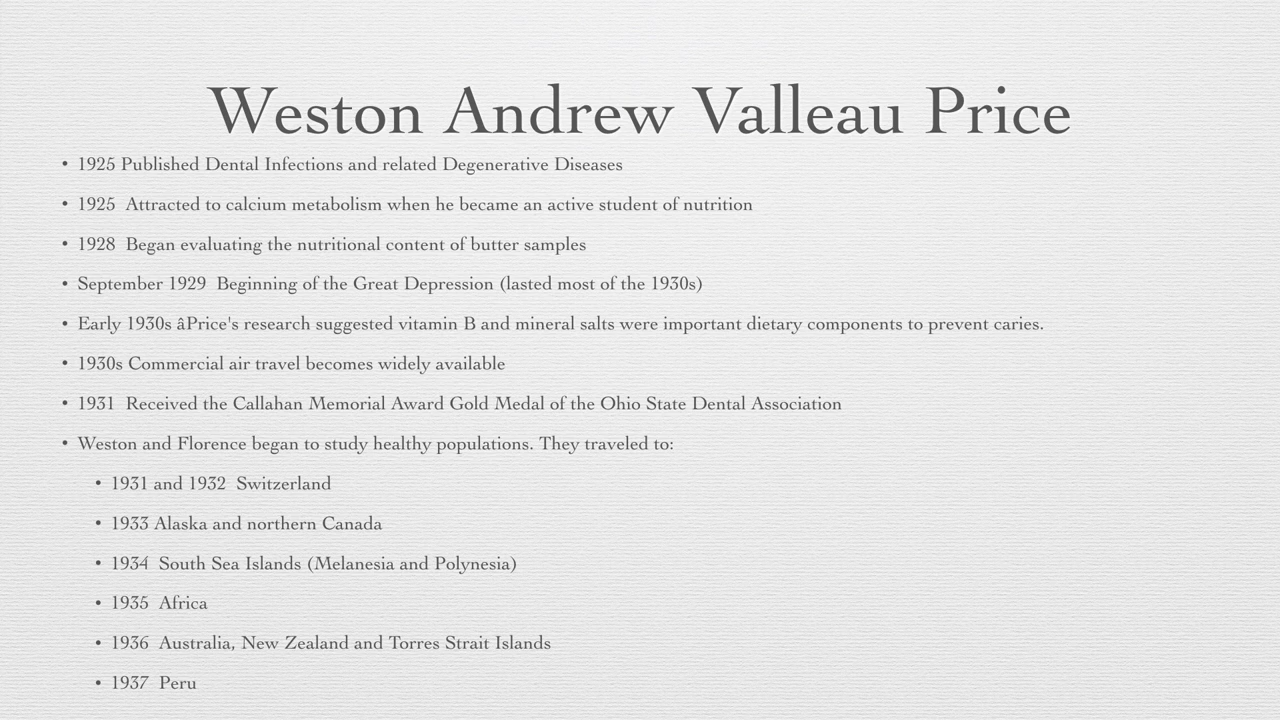 Weston Andrew Valleau Price
• 1925 Published Dental Infections and related Degenerative Diseases
• 1925  Attracted to calcium metabolism when he became an active student of nutrition
• 1928  Began evaluating the nutritional content of butter samples
• September 1929  Beginning of the Great Depression (lasted most of the 1930s)
• Early 1930s âPrice's research suggested vitamin B and mineral salts were important dietary components to prevent caries.
• 1930s Commercial air travel becomes widely available
• 1931  Received the Callahan Memorial Award Gold Medal of the Ohio State Dental Association
• Weston and Florence began to study healthy populations. They traveled to:
• 1931 and 1932  Switzerland
• 1933 Alaska and northern Canada
• 1934  South Sea Islands (Melanesia and Polynesia)
• 1935  Africa
• 1936  Australia, New Zealand and Torres Strait Islands
• 1937  Peru